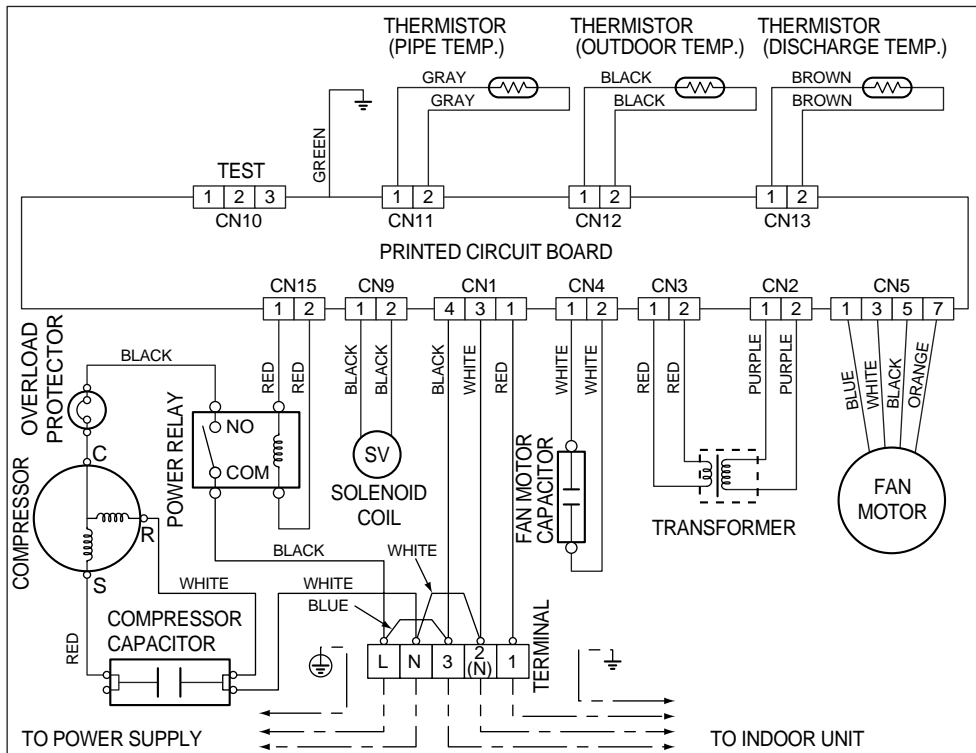 THERMISTOR
(PIPE TEMP.)
THERMISTOR
(OUTDOOR TEMP.)
THERMISTOR
(DISCHARGE TEMP.)
GRAY
GRAY
BLACK
BLACK
BROWN
BROWN
GREEN
TEST
1 2 3
CN10
1 2
CN11
1 2
CN12
1 2
CN13
PRINTED CIRCUIT BOARD
CN15
1 2
CN9
1 2
CN1
4 3 1
CN4
1 2
CN3
1 2
CN2
1 2
CN5
1 3 5 7
BLACK
RED
RED
BLACK
BLACK
BLACK
WHITE
RED
WHITE
WHITE
RED
RED
PURPLE
PURPLE
BLUE
WHITE
BLACK
ORANGE
OVERLOAD
PROTECTOR
C
R
S
COMPRESSOR
POWER RELAY
NO
COM
SV
SOLENOID
COIL
FAN MOTOR
CAPACITOR
TRANSFORMER
FAN
MOTOR
BLACK
WHITE
WHITE
WHITE
BLUE
RED
COMPRESSOR
CAPACITOR
L N 3 2 (N) 1
TERMINAL
TO POWER SUPPLY
TO INDOOR UNIT